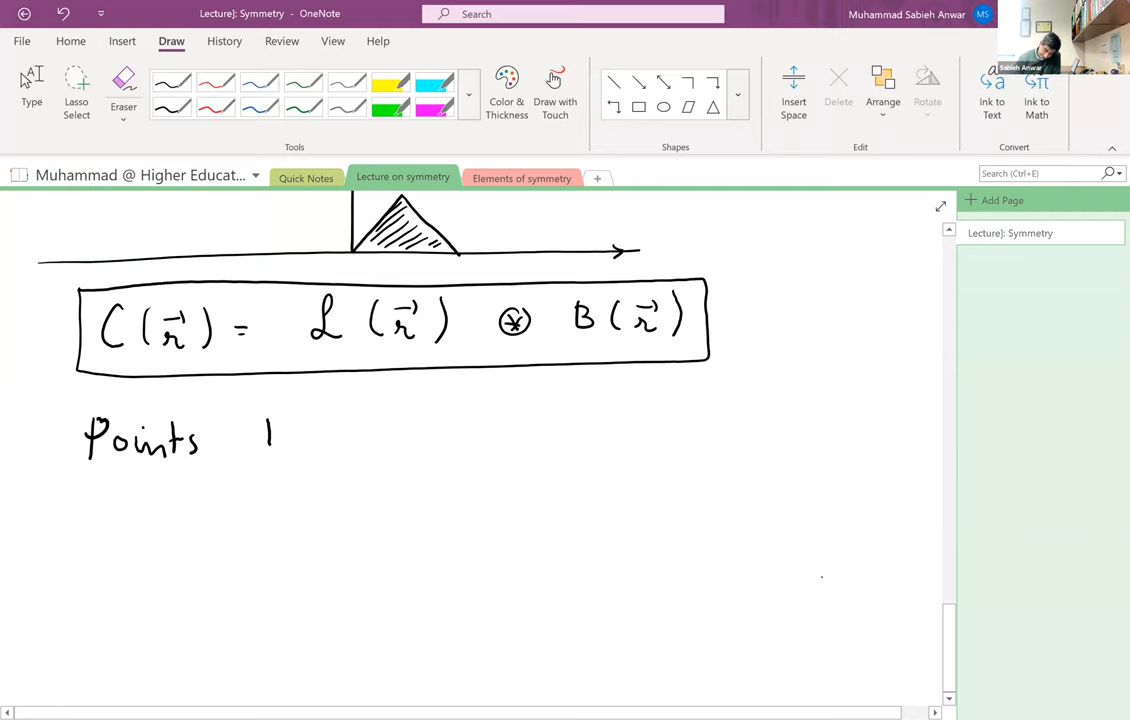 Lecture]: Symmetry - OneNote
Search
Muhammad Sabieh Anwar
MS
Sabieh Anwar
File Home Insert Draw History Review View Help
Type
Lasso Select
Eraser
Color & Thickness
Draw with Touch
Insert Space
Delete
Arrange
Rotate
Ink to Text
Ink to Math
Tools
Shapes
Edit
Convert
Muhammad @ Higher Educat...
Quick Notes
Lecture on symmetry
Elements of symmetry
Search (Ctrl+E)
Add Page
Lecture]: Symmetry
C(r⃗) = ℒ(r⃗) ⊛ B(r⃗)
Points